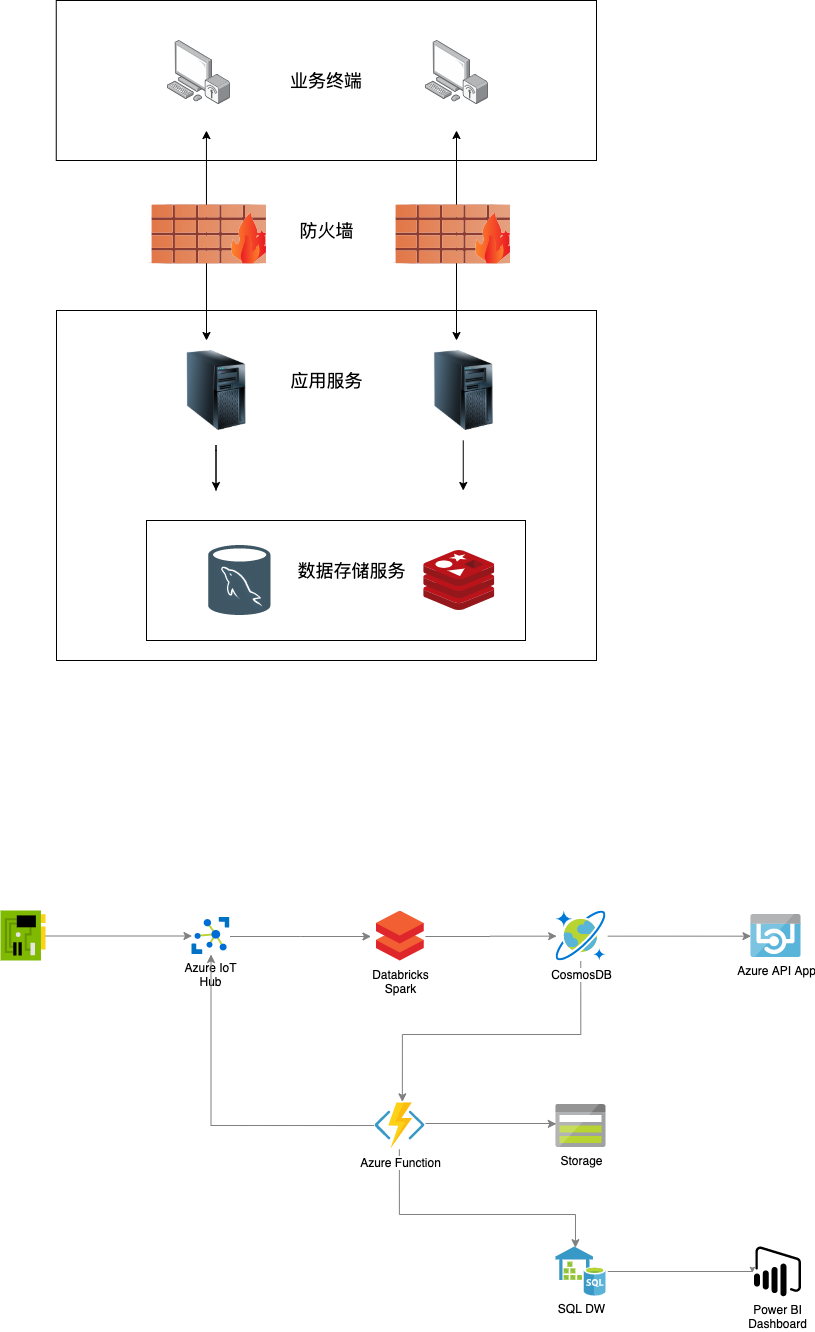 业务终端
防火墙
应用服务
数据存储服务
Azure IoT
Hub
Databricks
Spark
CosmosDB
Azure API App
Azure Function
Storage
SQL
SQL DW
Power BI
Dashboard